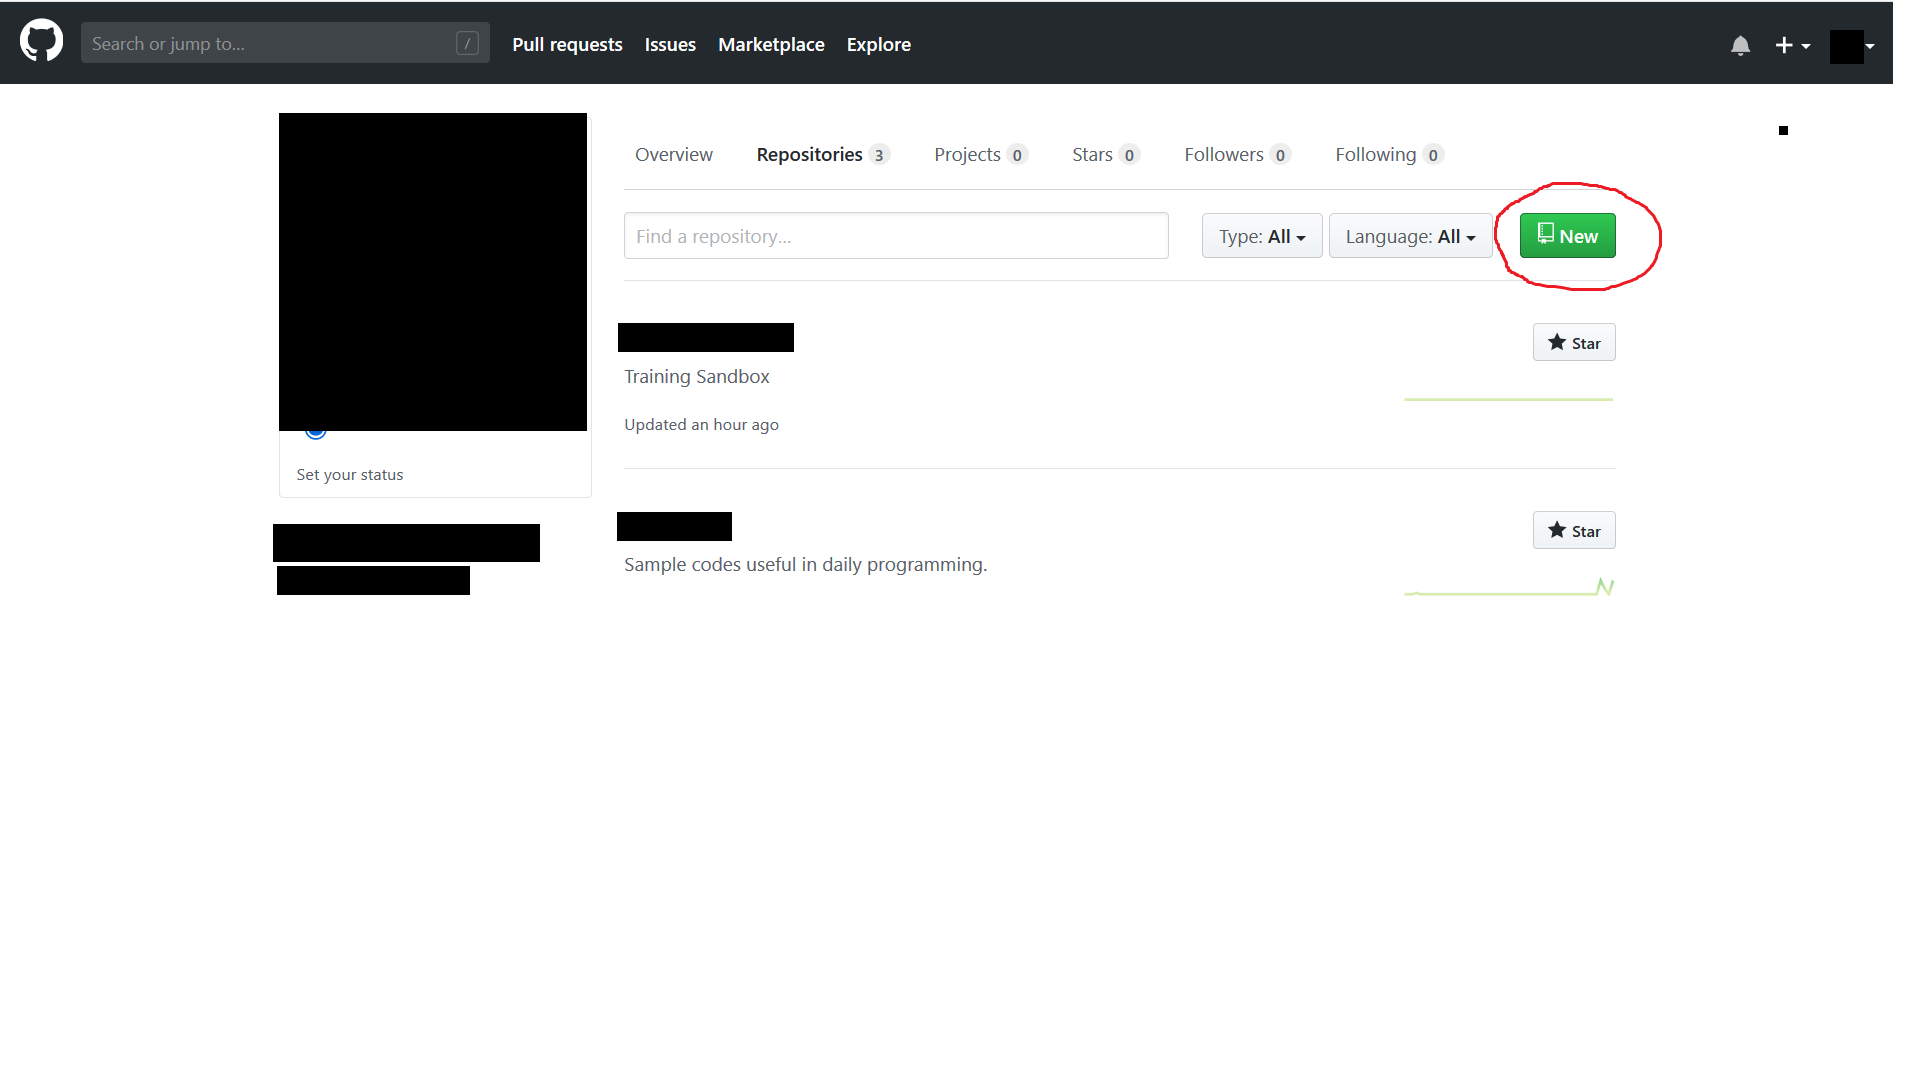 Search or jump to... / Pull requests Issues Marketplace Explore
Overview Repositories 3 Projects 0 Stars 0 Followers 0 Following 0
Find a repository... Type: All Language: All New
Star
Training Sandbox
Updated an hour ago
Set your status
Star
Sample codes useful in daily programming.